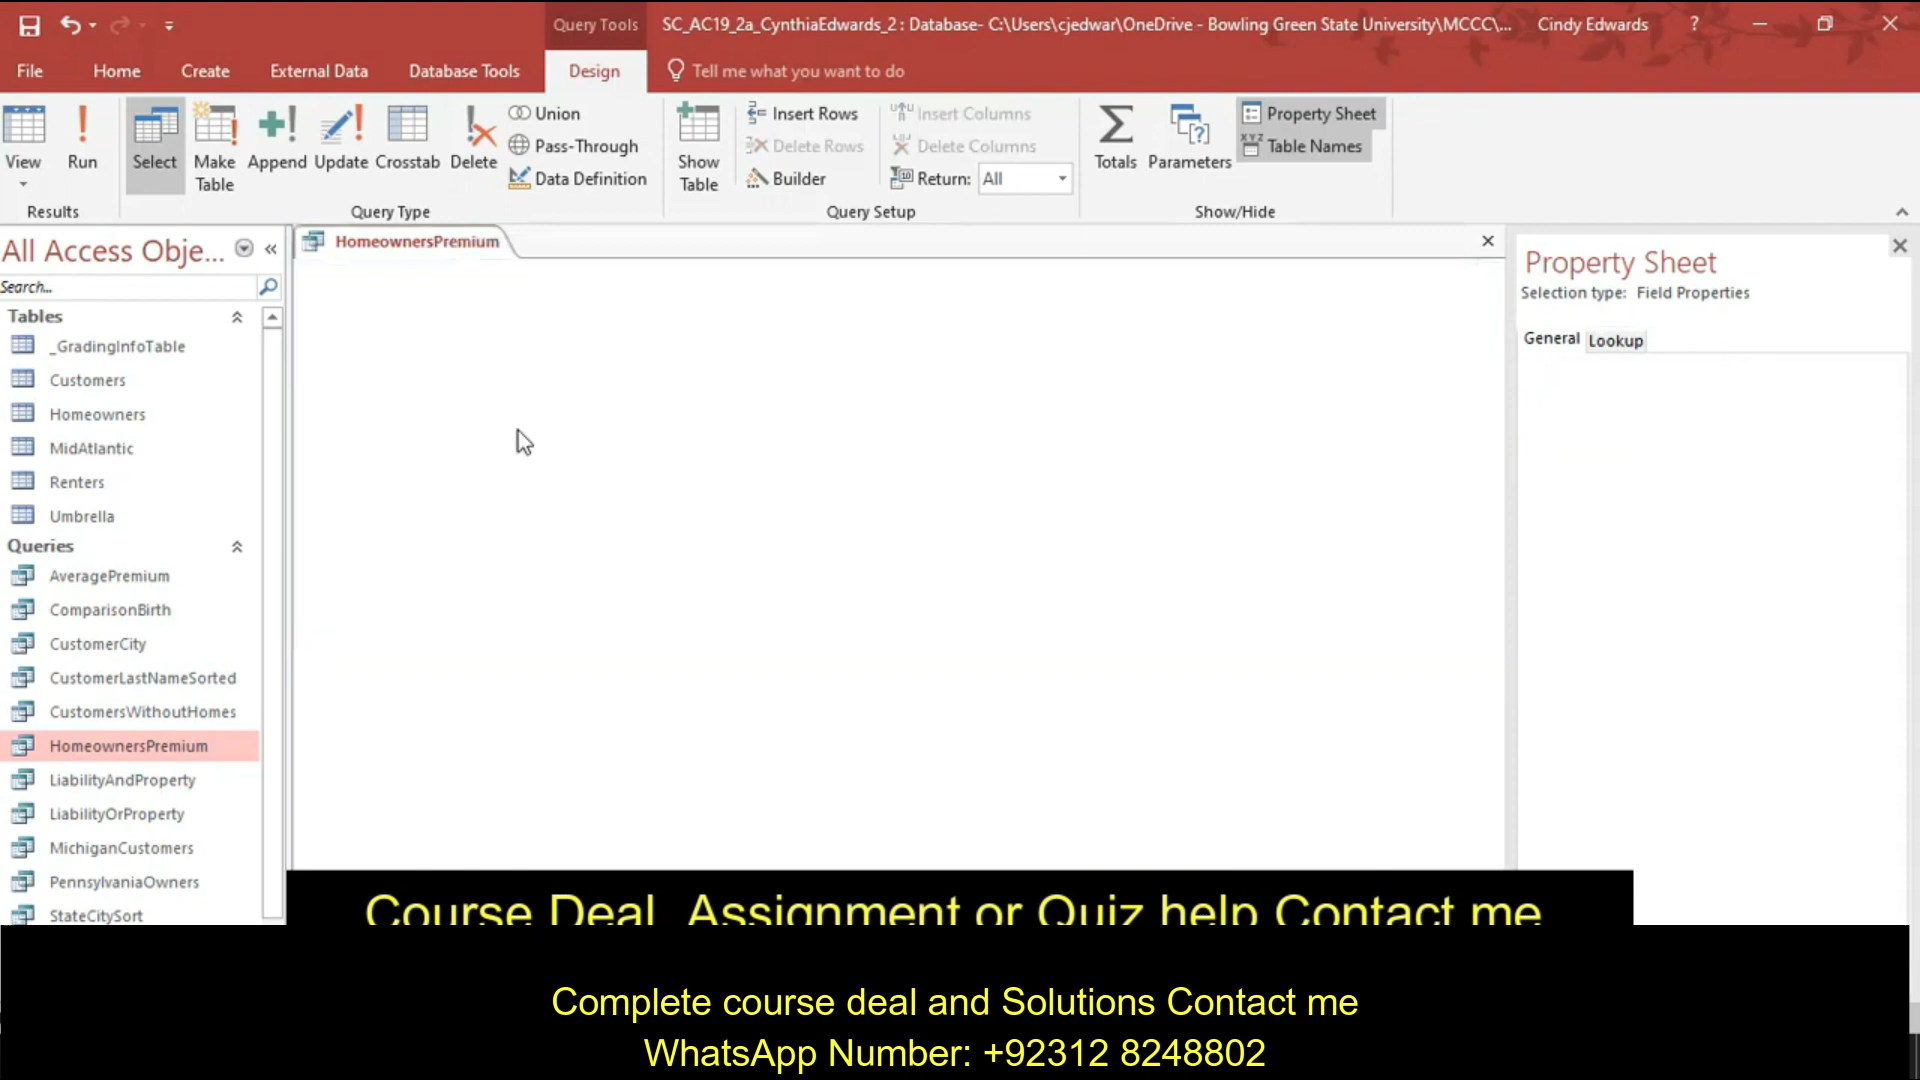 Query Tools
SC_AC19_2a_CynthiaEdwards_2 : Database- C:\Users\cjedwar\OneDrive - Bowling Green State University\MCCC\...
Cindy Edwards
?
File
Home
Create
External Data
Database Tools
Design
Tell me what you want to do
View
Run
Select
Make Table
Append
Update
Crosstab
Delete
Union
Pass-Through
Data Definition
Show Table
Insert Rows
Delete Rows
Builder
Insert Columns
Delete Columns
Return: All
Totals
Parameters
Property Sheet
Table Names
Results
Query Type
Query Setup
Show/Hide
All Access Obje...
Search...
Tables
_GradingInfoTable
Customers
Homeowners
MidAtlantic
Renters
Umbrella
Queries
AveragePremium
ComparisonBirth
CustomerCity
CustomerLastNameSorted
CustomersWithoutHomes
HomeownersPremium
LiabilityAndProperty
LiabilityOrProperty
MichiganCustomers
PennsylvaniaOwners
StateCitySort
HomeownersPremium
Property Sheet
Selection type: Field Properties
General
Lookup
Course Deal Assignment or Quiz help Contact me
Complete course deal and Solutions Contact me
WhatsApp Number: +92312 8248802